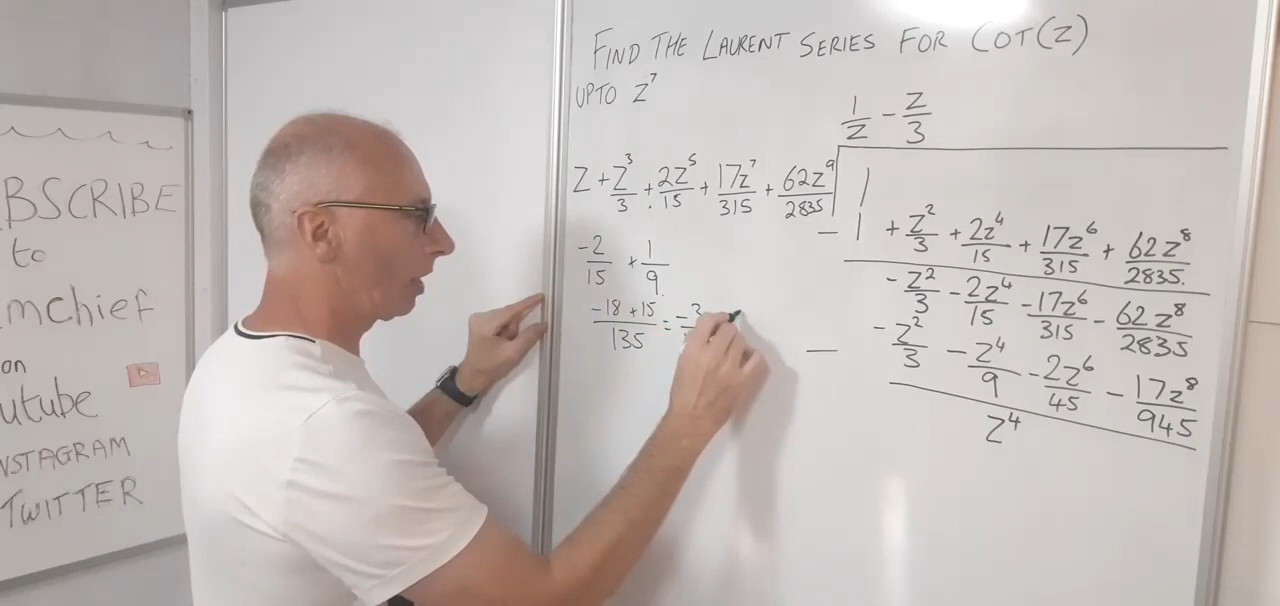 BSCRIBE
to
mchief
on
utube
NSTAGRAM
TWITTER
FIND THE LAURENT SERIES FOR COT(Z)
UPTO Z⁷
1/Z - Z/3
Z + Z³/3 + 2Z⁵/15 + 17Z⁷/315 + 62Z⁹/2835 | 1
- 1 + Z²/3 + 2Z⁴/15 + 17Z⁶/315 + 62Z⁸/2835.
-Z²/3 - 2Z⁴/15 - 17Z⁶/315 - 62Z⁸/2835
- -Z²/3 - Z⁴/9 - 2Z⁶/45 - 17Z⁸/945
Z⁴
-2/15 + 1/9
-18 + 15/135 =